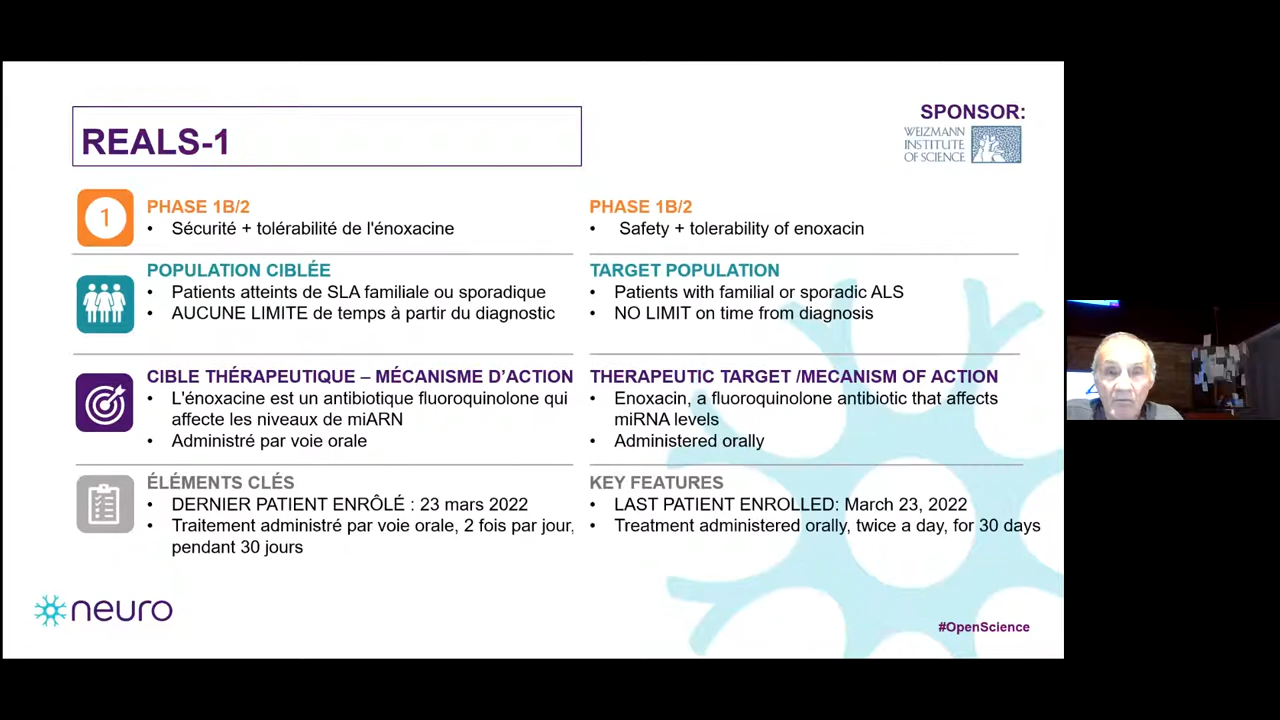 REALS-1
SPONSOR:
WEIZMANN
INSTITUTE
OF SCIENCE
1
PHASE 1B/2
• Sécurité + tolérabilité de l'énoxacine
PHASE 1B/2
• Safety + tolerability of enoxacin
POPULATION CIBLÉE
• Patients atteints de SLA familiale ou sporadique
• AUCUNE LIMITE de temps à partir du diagnostic
TARGET POPULATION
• Patients with familial or sporadic ALS
• NO LIMIT on time from diagnosis
CIBLE THÉRAPEUTIQUE – MÉCANISME D'ACTION
• L'énoxacine est un antibiotique fluoroquinolone qui
affecte les niveaux de miARN
• Administré par voie orale
THERAPEUTIC TARGET /MECANISM OF ACTION
• Enoxacin, a fluoroquinolone antibiotic that affects
miRNA levels
• Administered orally
ÉLÉMENTS CLÉS
• DERNIER PATIENT ENRÔLÉ : 23 mars 2022
• Traitement administré par voie orale, 2 fois par jour,
pendant 30 jours
KEY FEATURES
• LAST PATIENT ENROLLED: March 23, 2022
• Treatment administered orally, twice a day, for 30 days
neuro
#OpenScience